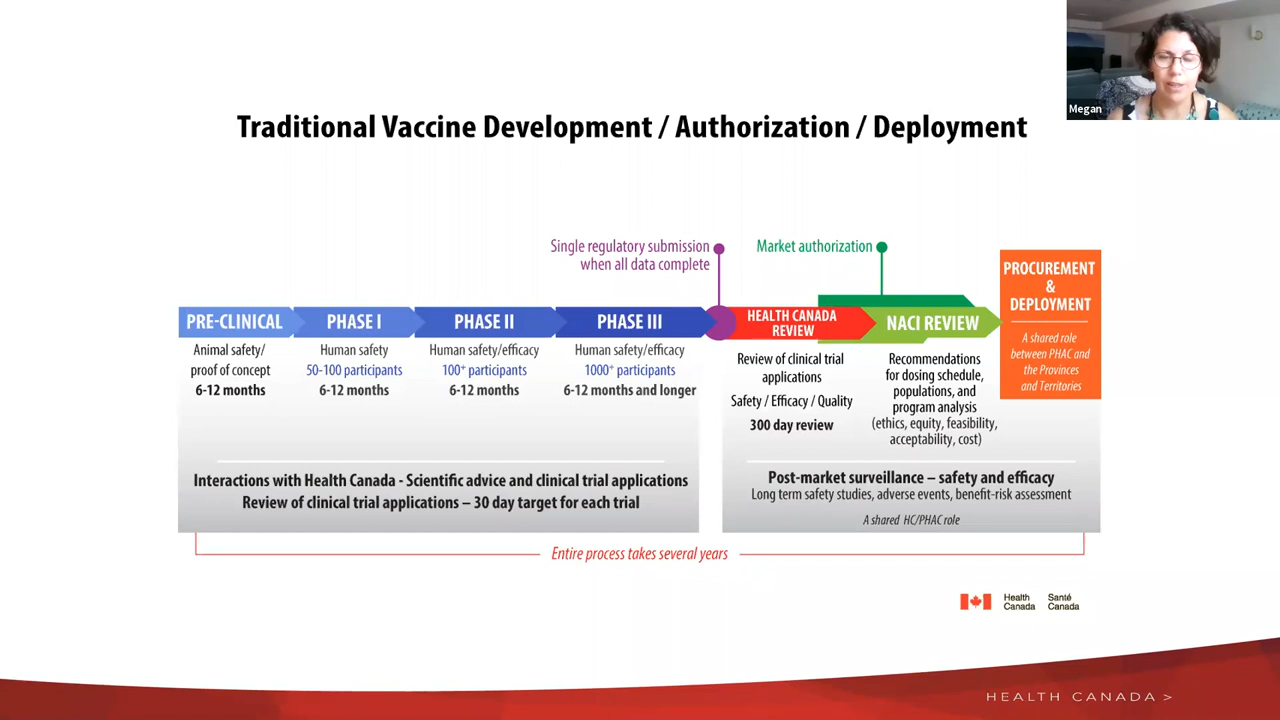 Megan
Traditional Vaccine Development / Authorization / Deployment
Single regulatory submission
when all data complete
Market authorization
PRE-CLINICAL
Animal safety/
proof of concept
6-12 months
PHASE I
Human safety
50-100 participants
6-12 months
PHASE II
Human safety/efficacy
100⁺ participants
6-12 months
PHASE III
Human safety/efficacy
1000⁺ participants
6-12 months and longer
HEALTH CANADA
REVIEW
Review of clinical trial
applications
Safety / Efficacy / Quality
300 day review
NACI REVIEW
Recommendations
for dosing schedule,
populations, and
program analysis
(ethics, equity, feasibility,
acceptability, cost)
PROCUREMENT
&
DEPLOYMENT
A shared role
between PHAC and
the Provinces
and Territories
Interactions with Health Canada - Scientific advice and clinical trial applications
Review of clinical trial applications – 30 day target for each trial
Post-market surveillance – safety and efficacy
Long term safety studies, adverse events, benefit-risk assessment
A shared HC/PHAC role
Entire process takes several years
Health
Canada
Santé
Canada
HEALTH CANADA >